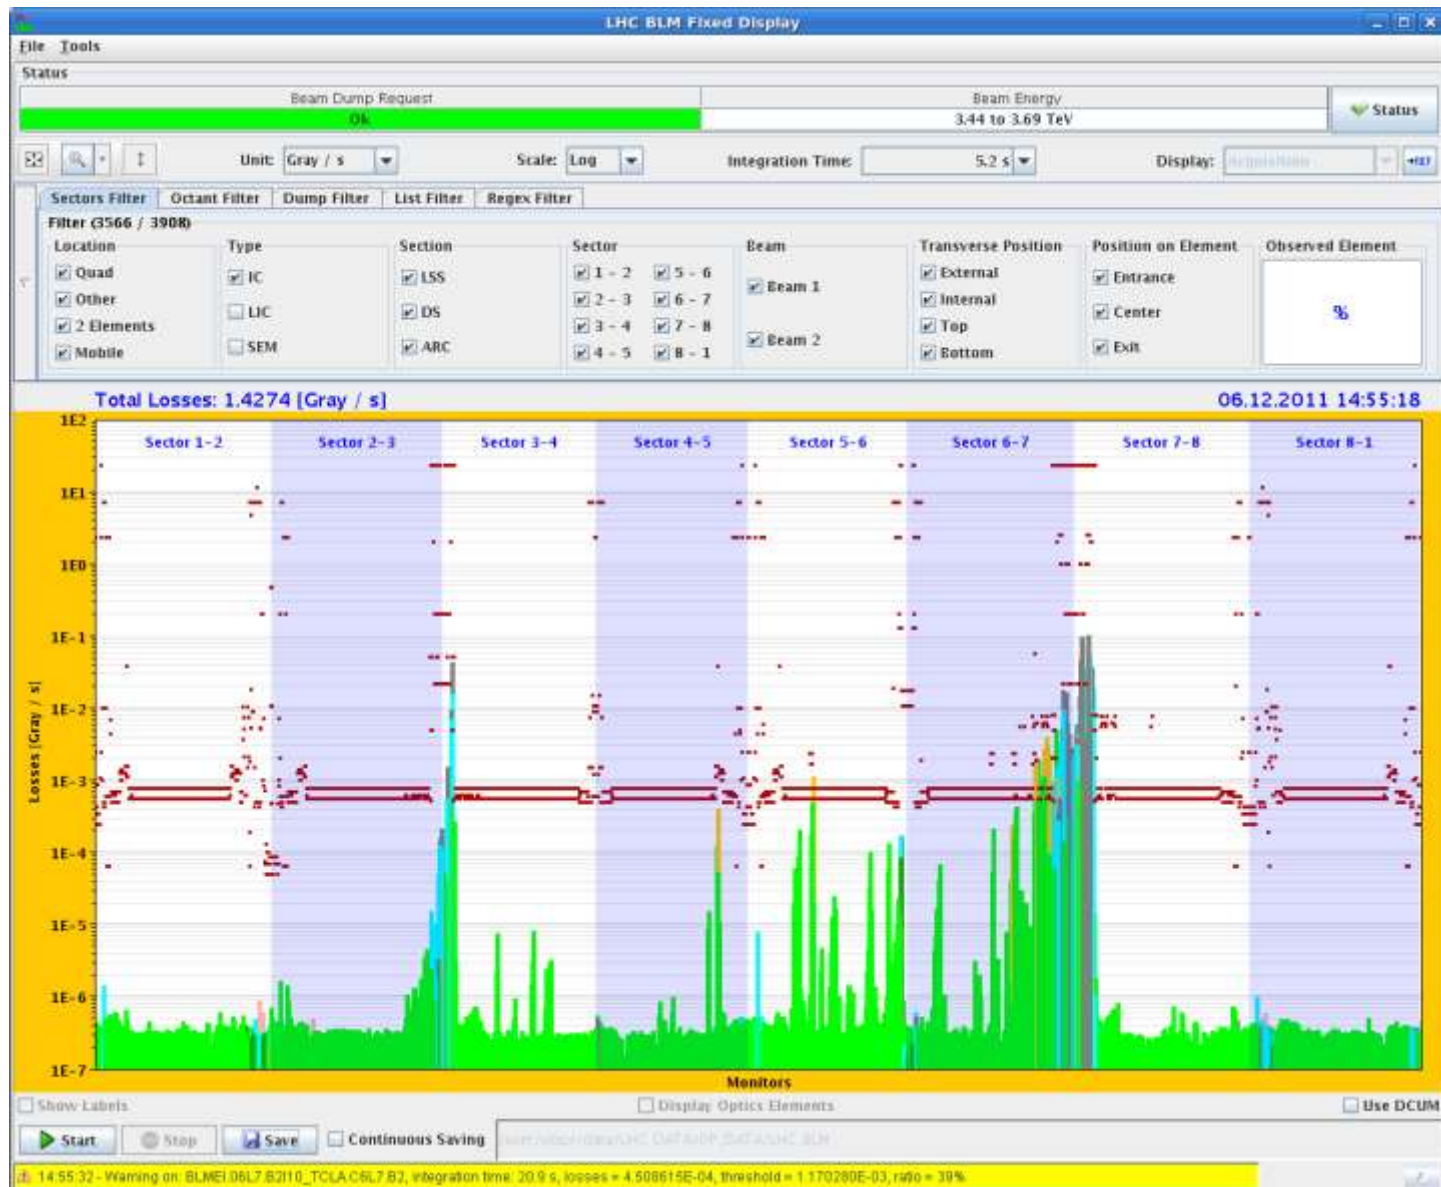 LHC BLM Fixed Display
File Tools
Status
Beam Dump Request Beam Energy
Ok 3.44 to 3.69 TeV Status
Unit: Gray / s Scale: Log Integration Time: 5.2 s Display: Acquisition
Sectors Filter Octant Filter Dump Filter List Filter Regex Filter
Filter (3566 / 3908)
Location Type Section Sector Beam Transverse Position Position on Element Observed Element
Quad IC LSS 1 - 2 5 - 6 Beam 1 External Entrance %
Other LIC DS 2 - 3 6 - 7 Beam 2 Internal Center
2 Elements SEM ARC 3 - 4 7 - 8 Top Exit
Mobile 4 - 5 8 - 1 Bottom
Total Losses: 1.4274 [Gray / s] 06.12.2011 14:55:18
Sector 1-2 Sector 2-3 Sector 3-4 Sector 4-5 Sector 5-6 Sector 6-7 Sector 7-8 Sector 8-1
1E2
1E1
1E0
1E-1
1E-2
1E-3
1E-4
1E-5
1E-6
1E-7
Losses [Gray / s]
Monitors
Show Labels Display Optics Elements Use DCUM
Start Stop Save Continuous Saving
14:55:32 - Warning on: BLMEI.06L7.B2I10_TCLA.C6L7.B2, integration time: 20.9 s, losses = 4.508615E-04, threshold = 1.170280E-03, ratio = 39%